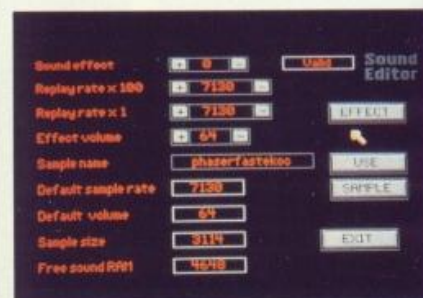 Sound Editor
Sound effect + 0 - Valid
Replay rate x 100 + 7130 -
Replay rate x 1 + 7130 - EFFECT
Effect volume + 64 -
Sample name phaserfastekoo USE
Default sample rate 7130 SAMPLE
Default volume 64
Sample size 3114 EXIT
Free sound RAM 4648